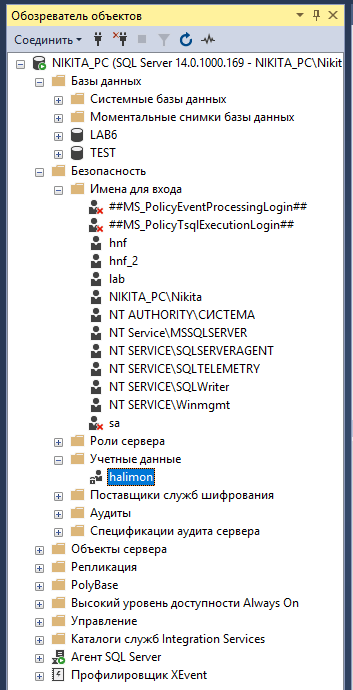 Обозреватель объектов
Соединить
NIKITA_PC (SQL Server 14.0.1000.169 - NIKITA_PC\Nikit
Базы данных
Системные базы данных
Моментальные снимки базы данных
LAB6
TEST
Безопасность
Имена для входа
##MS_PolicyEventProcessingLogin##
##MS_PolicyTsqlExecutionLogin##
hnf
hnf_2
lab
NIKITA_PC\Nikita
NT AUTHORITY\СИСТЕМА
NT Service\MSSQLSERVER
NT SERVICE\SQLSERVERAGENT
NT SERVICE\SQLTELEMETRY
NT SERVICE\SQLWriter
NT SERVICE\Winmgmt
sa
Роли сервера
Учетные данные
halimon
Поставщики служб шифрования
Аудиты
Спецификации аудита сервера
Объекты сервера
Репликация
PolyBase
Высокий уровень доступности Always On
Управление
Каталоги служб Integration Services
Агент SQL Server
Профилировщик XEvent